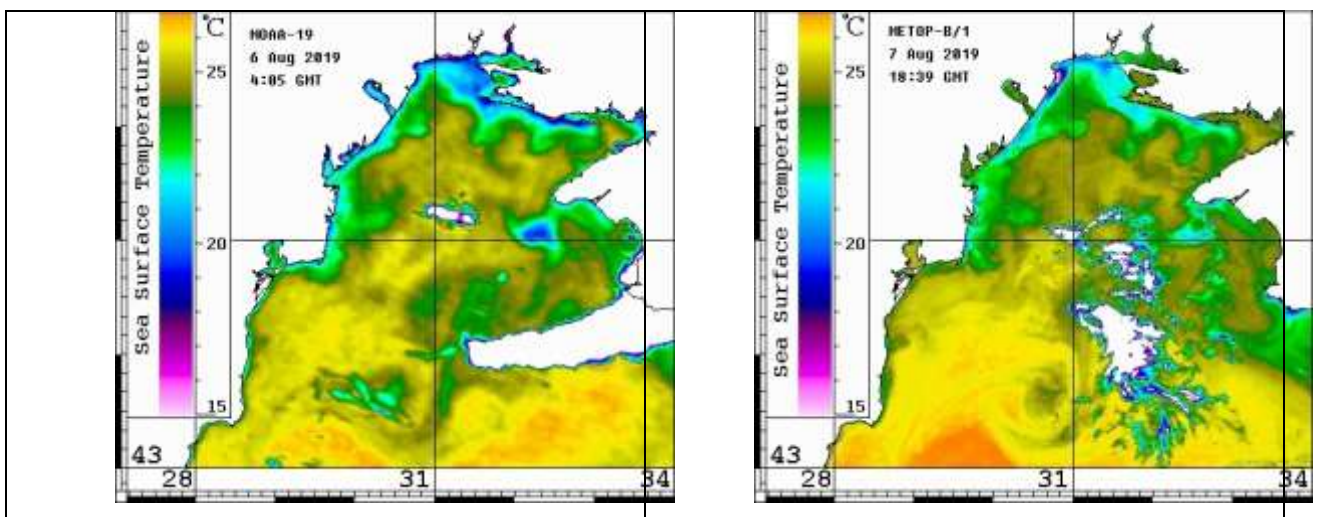 Sea Surface Temperature
°C
NOAA-19
6 Aug 2019
4:05 GMT
25
20
15
43
28
31
34
Sea Surface Temperature
°C
METOP-B/1
7 Aug 2019
18:39 GMT
25
20
15
43
28
31
34